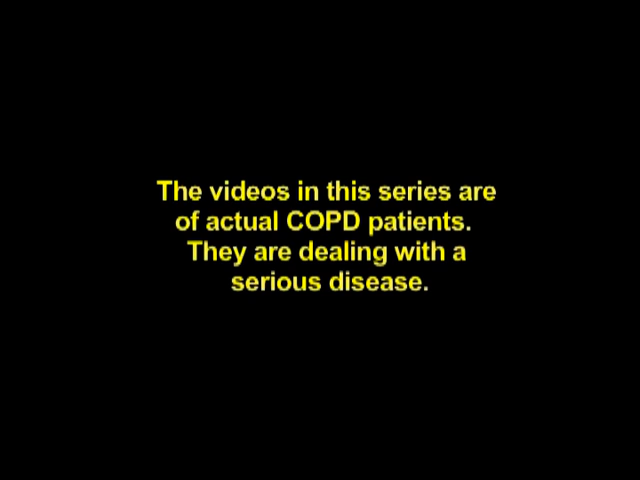 The videos in this series are
of actual COPD patients.
They are dealing with a
serious disease.